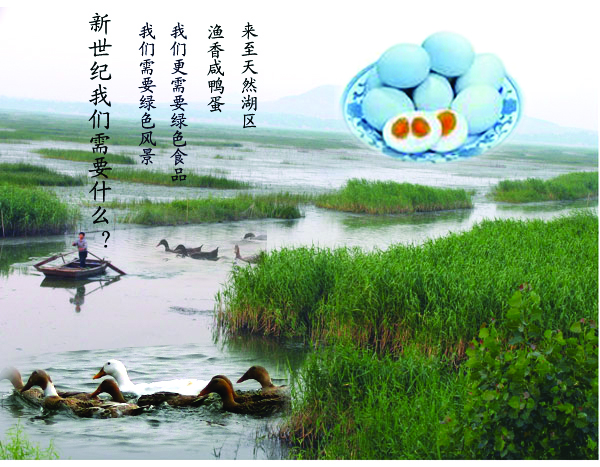 新世纪我们需要什么?
我们需要绿色风景
我们更需要绿色食品
渔香咸鸭蛋
来至天然湖区